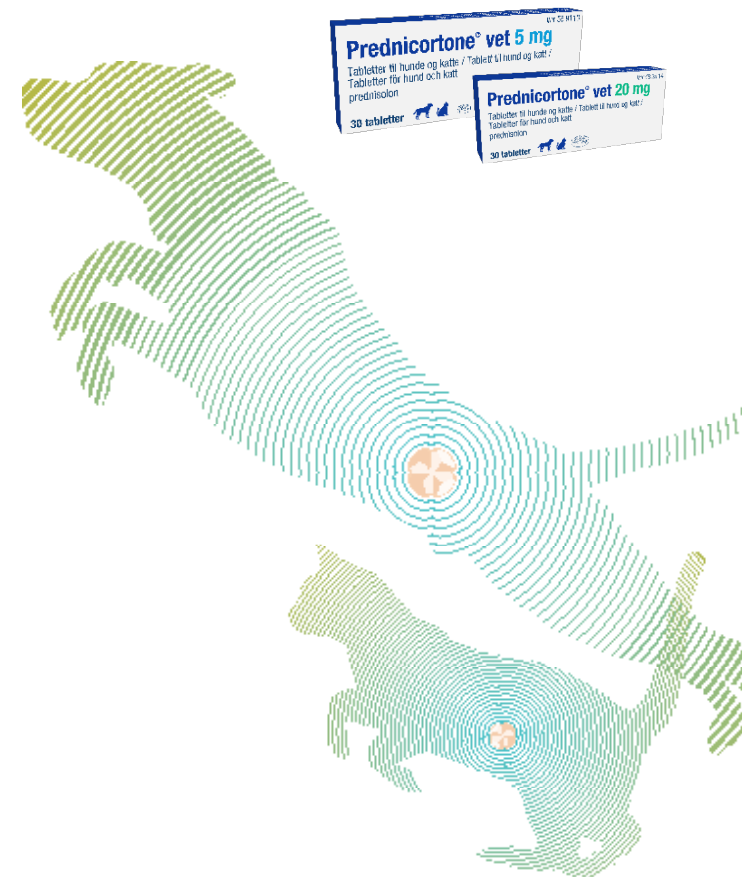 Prednicortone® vet 5 mg
Tabletter til hunde og katte / Tablett til hund og katt /
Tabletter för hund och katt
prednisolon
30 tabletter
Prednicortone® vet 20 mg
Tabletter til hunde og katte / Tablett til hund og katt /
Tabletter för hund och katt
prednisolon
30 tabletter